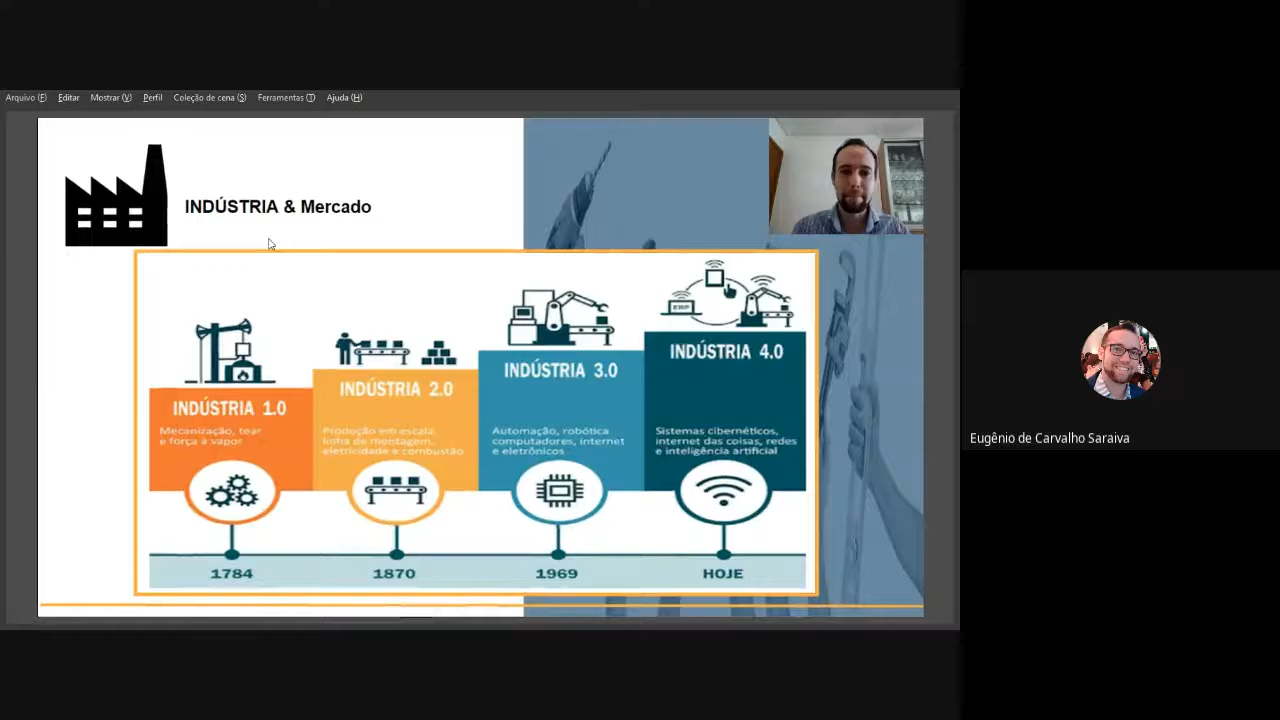 Arquivo (F) Editar Mostrar (V) Perfil Coleção de cena (S) Ferramentas (T) Ajuda (H)
INDÚSTRIA & Mercado
ERP
INDÚSTRIA 1.0
Mecanização, tear
e força à vapor
INDÚSTRIA 2.0
Produção em escala,
linha de montagem,
eletricidade e combustão
INDÚSTRIA 3.0
Automação, robótica
computadores, internet
e eletrônicos
INDÚSTRIA 4.0
Sistemas cibernéticos,
internet das coisas, redes
e inteligência artificial
1784
1870
1969
HOJE
Eugênio de Carvalho Saraiva